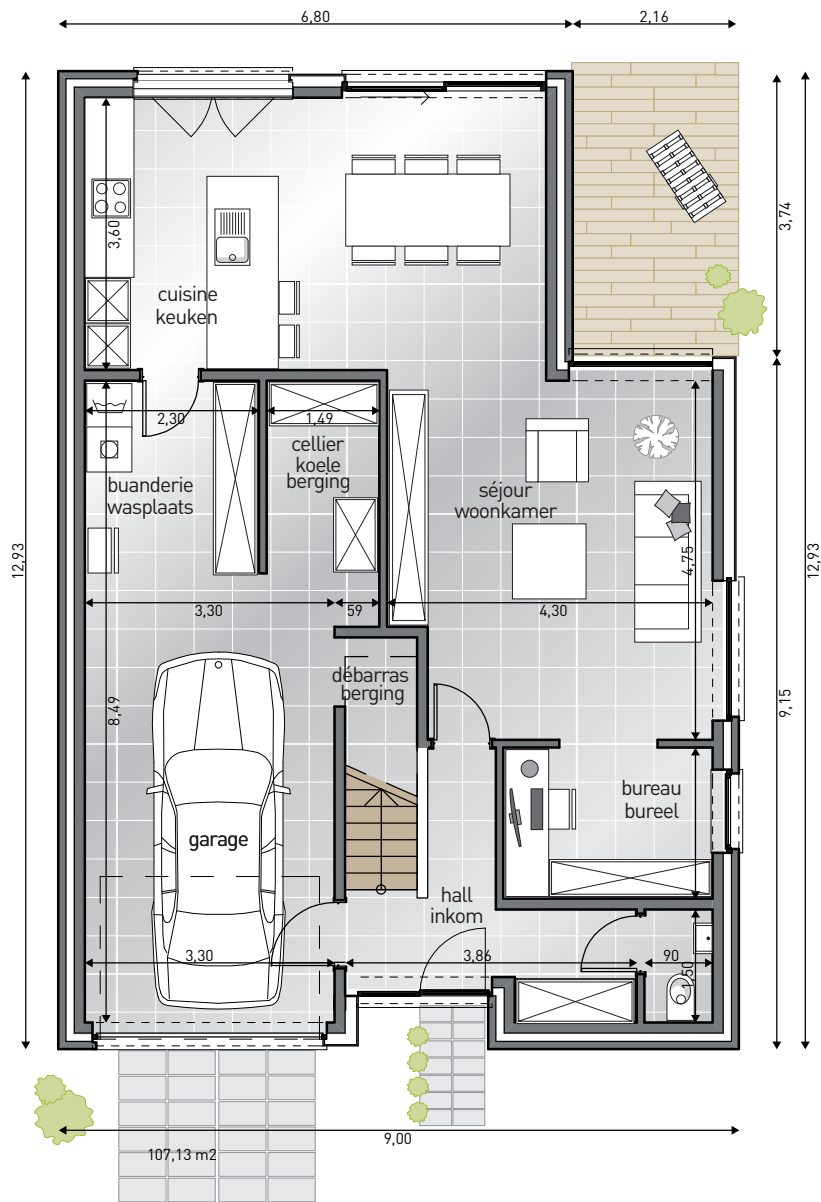 6,80
2,16
3,60
3,74
cuisine
keuken
2,30
1,49
cellier
koele
berging
buanderie
wasplaats
séjour
woonkamer
12,93
4,75
12,93
3,30
59
4,30
débarras
berging
8,49
9,15
bureau
bureel
garage
hall
inkom
3,30
3,86
90
1,50
9,00
107,13 m2